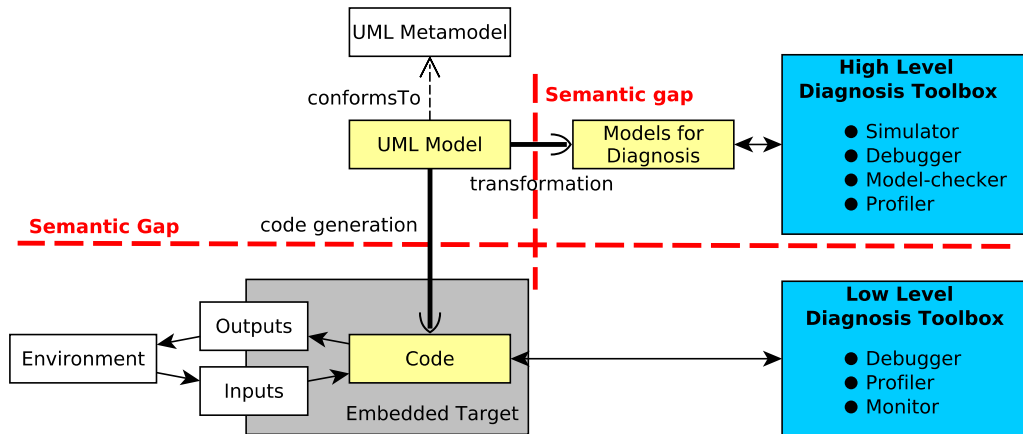 UML Metamodel
conformsTo
Semantic gap
UML Model
Models for
Diagnosis
transformation
High Level
Diagnosis Toolbox
● Simulator
● Debugger
● Model-checker
● Profiler
Semantic Gap
code generation
Outputs
Environment
Inputs
Code
Embedded Target
Low Level
Diagnosis Toolbox
● Debugger
● Profiler
● Monitor